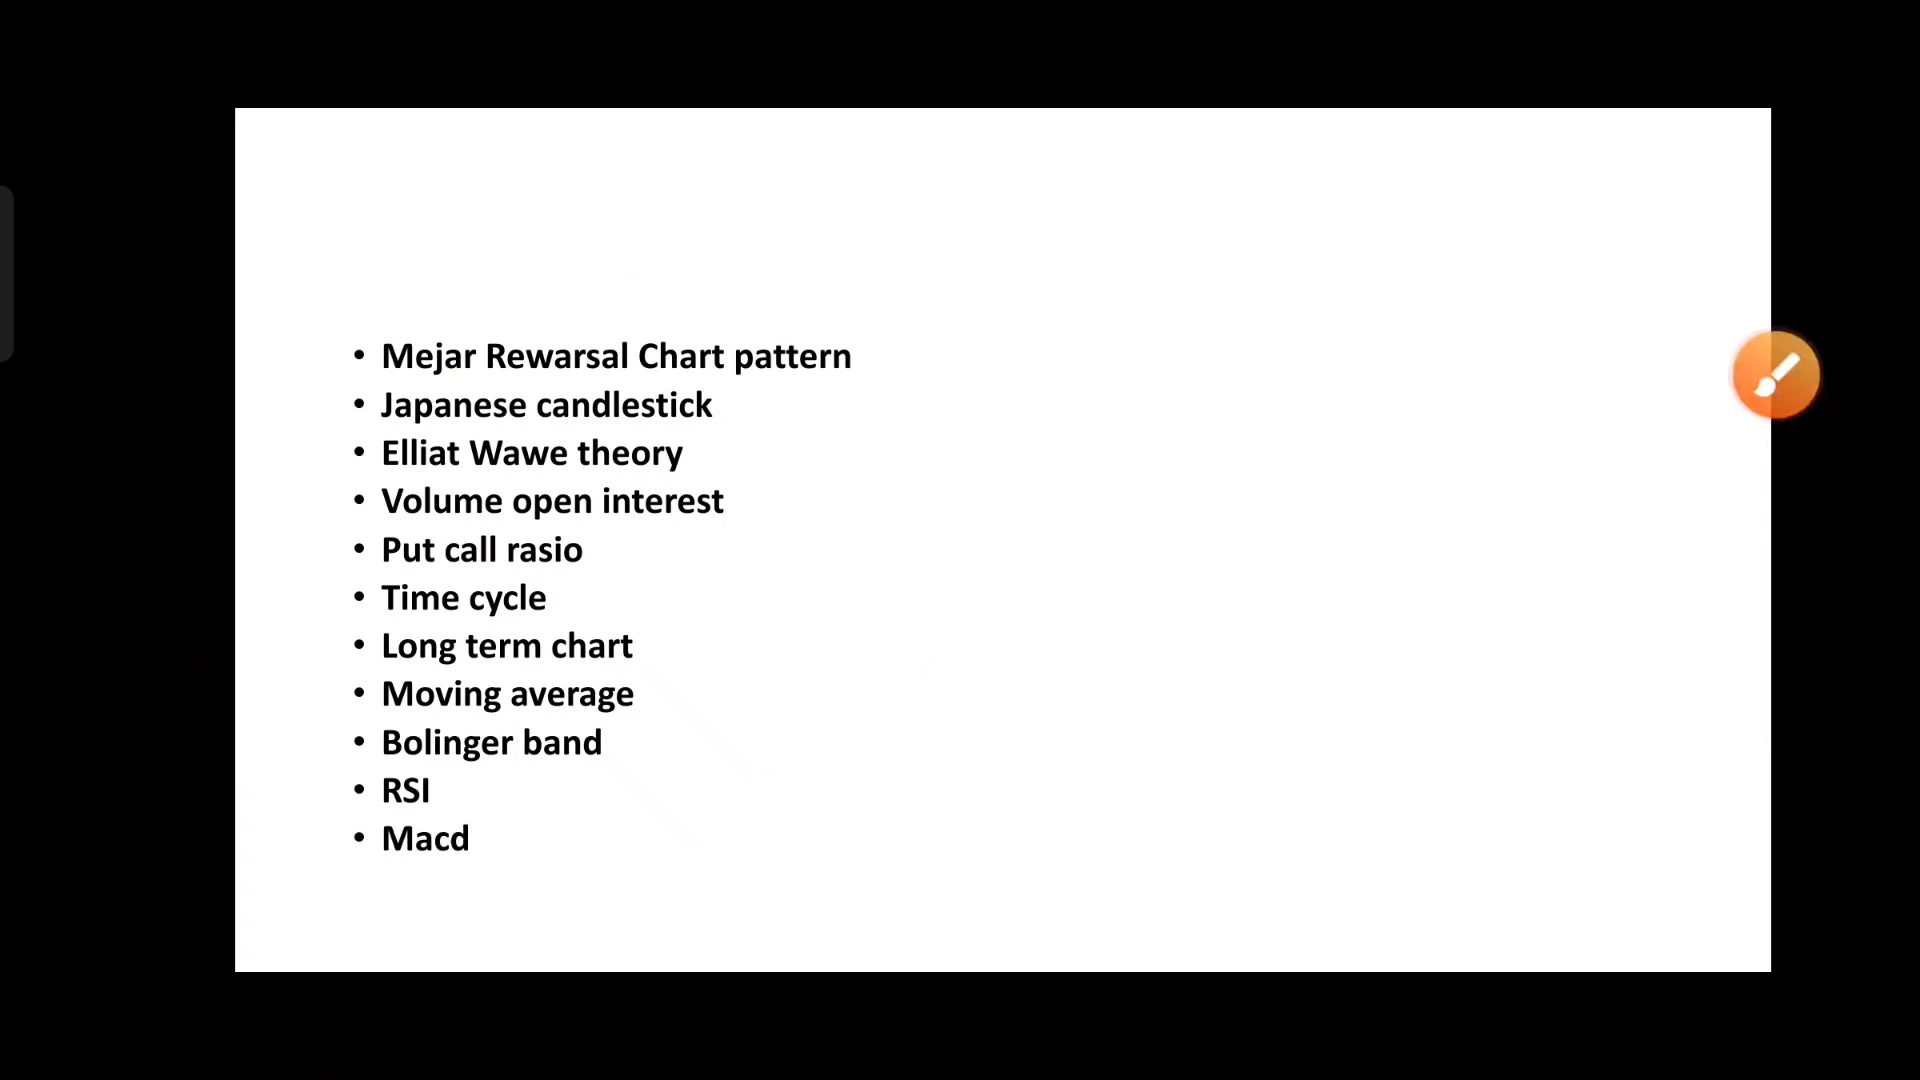 • Mejar Rewarsal Chart pattern
• Japanese candlestick
• Elliat Wawe theory
• Volume open interest
• Put call rasio
• Time cycle
• Long term chart
• Moving average
• Bolinger band
• RSI
• Macd